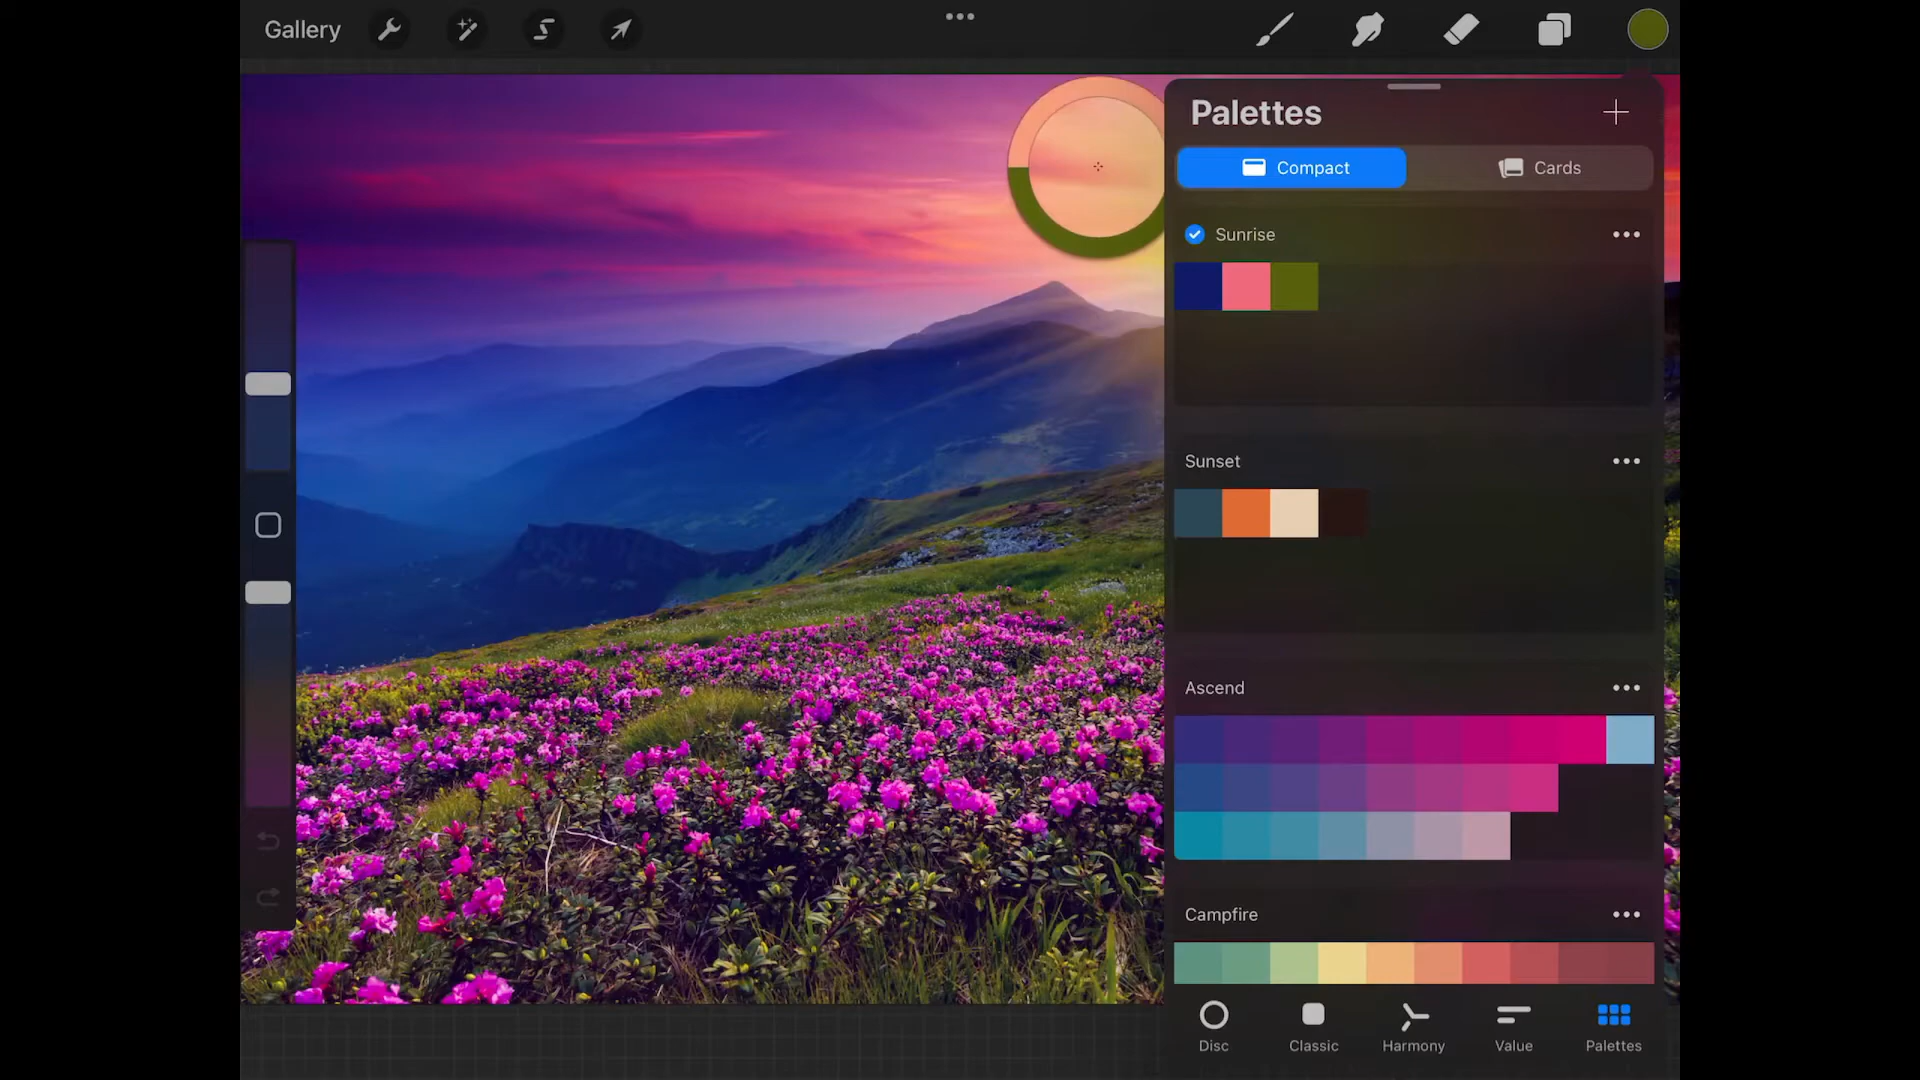 Gallery
Palettes
Compact
Cards
Sunrise
Sunset
Ascend
Campfire
Disc
Classic
Harmony
Value
Palettes